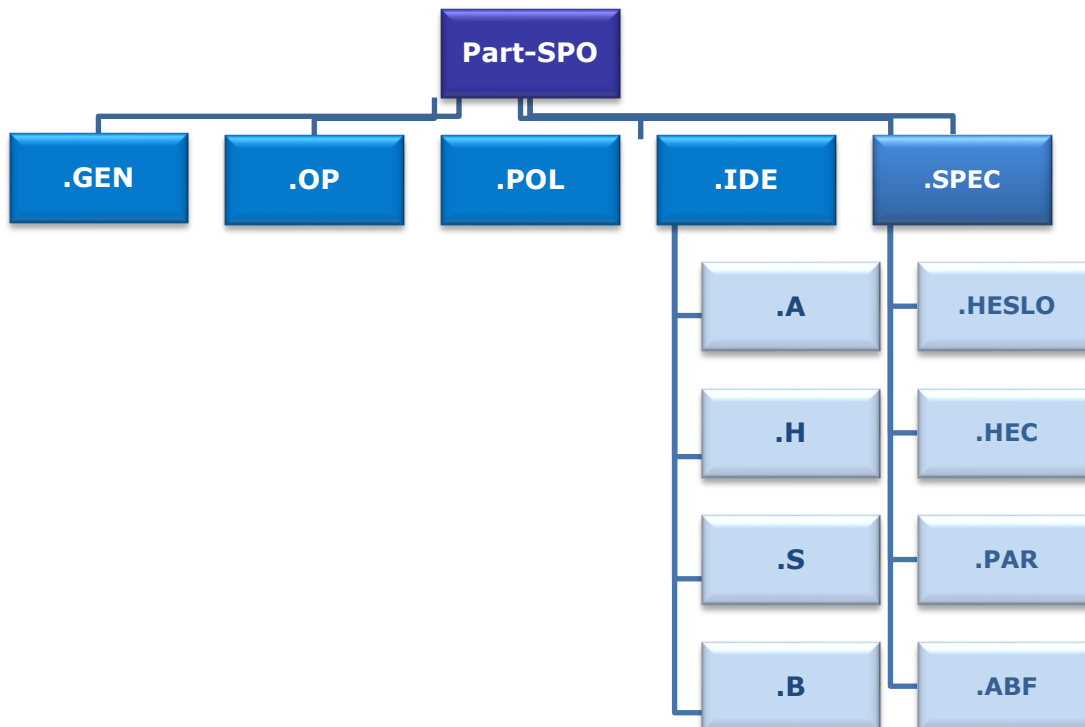 Part-SPO
.GEN
.OP
.POL
.IDE
.SPEC
.A
.HESLO
.H
.HEC
.S
.PAR
.B
.ABF